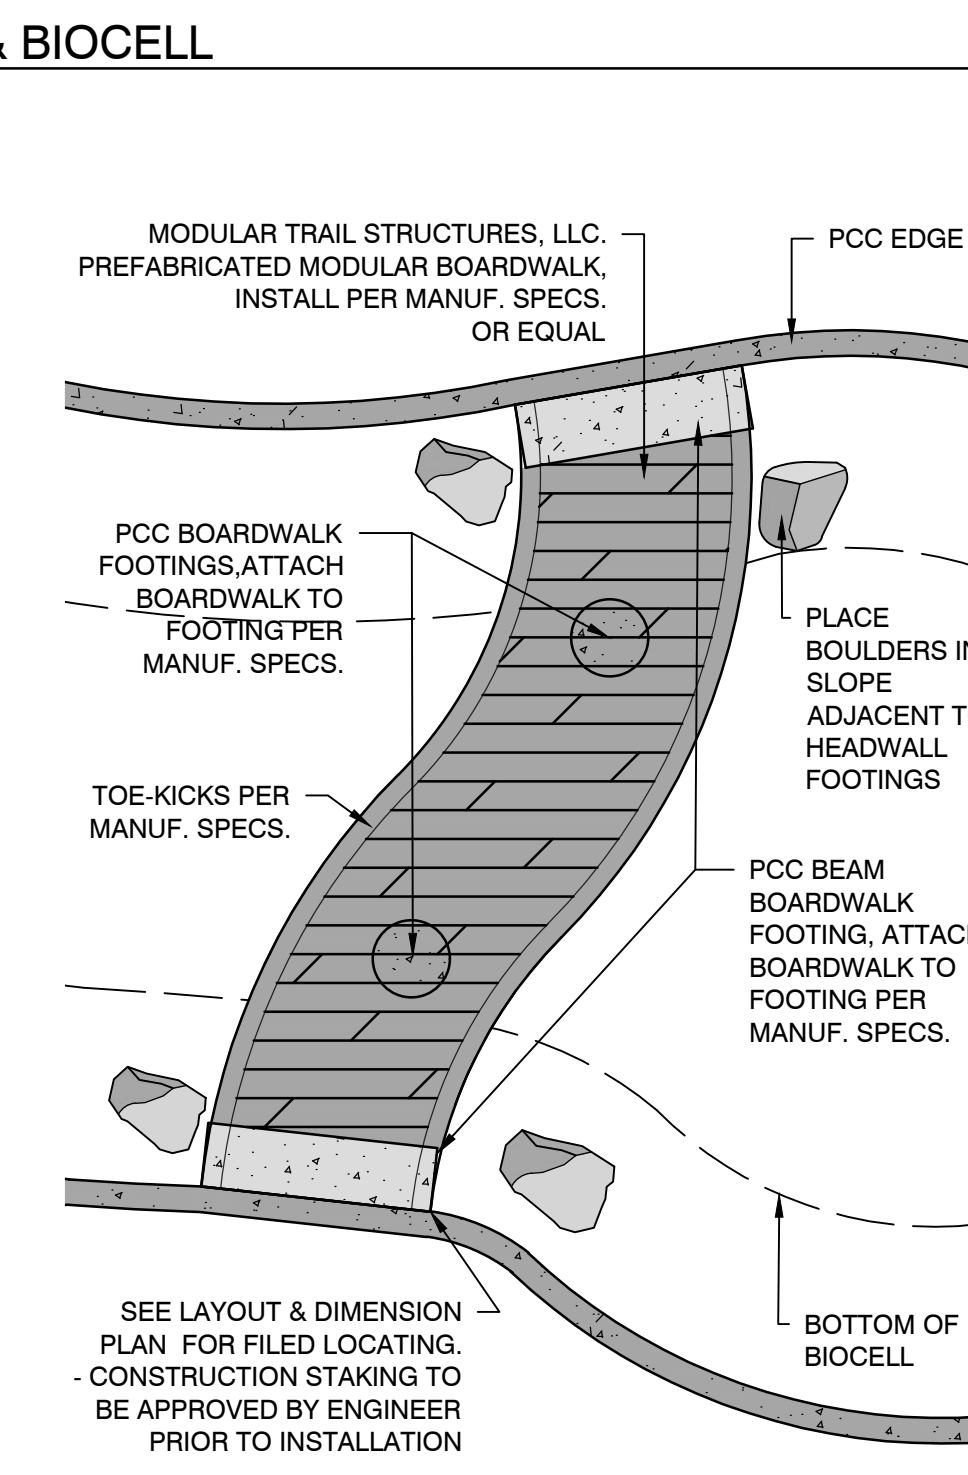 & BIOCELL
MODULAR TRAIL STRUCTURES, LLC.
PREFABRICATED MODULAR BOARDWALK,
INSTALL PER MANUF. SPECS.
OR EQUAL
PCC EDGE
PCC BOARDWALK
FOOTINGS,ATTACH
BOARDWALK TO
FOOTING PER
MANUF. SPECS.
PLACE
BOULDERS IN
SLOPE
ADJACENT T
HEADWALL
FOOTINGS
TOE-KICKS PER
MANUF. SPECS.
PCC BEAM
BOARDWALK
FOOTING, ATTACH
BOARDWALK TO
FOOTING PER
MANUF. SPECS.
SEE LAYOUT & DIMENSION
PLAN  FOR FILED LOCATING.
- CONSTRUCTION STAKING TO
BE APPROVED BY ENGINEER
PRIOR TO INSTALLATION
BOTTOM OF
BIOCELL